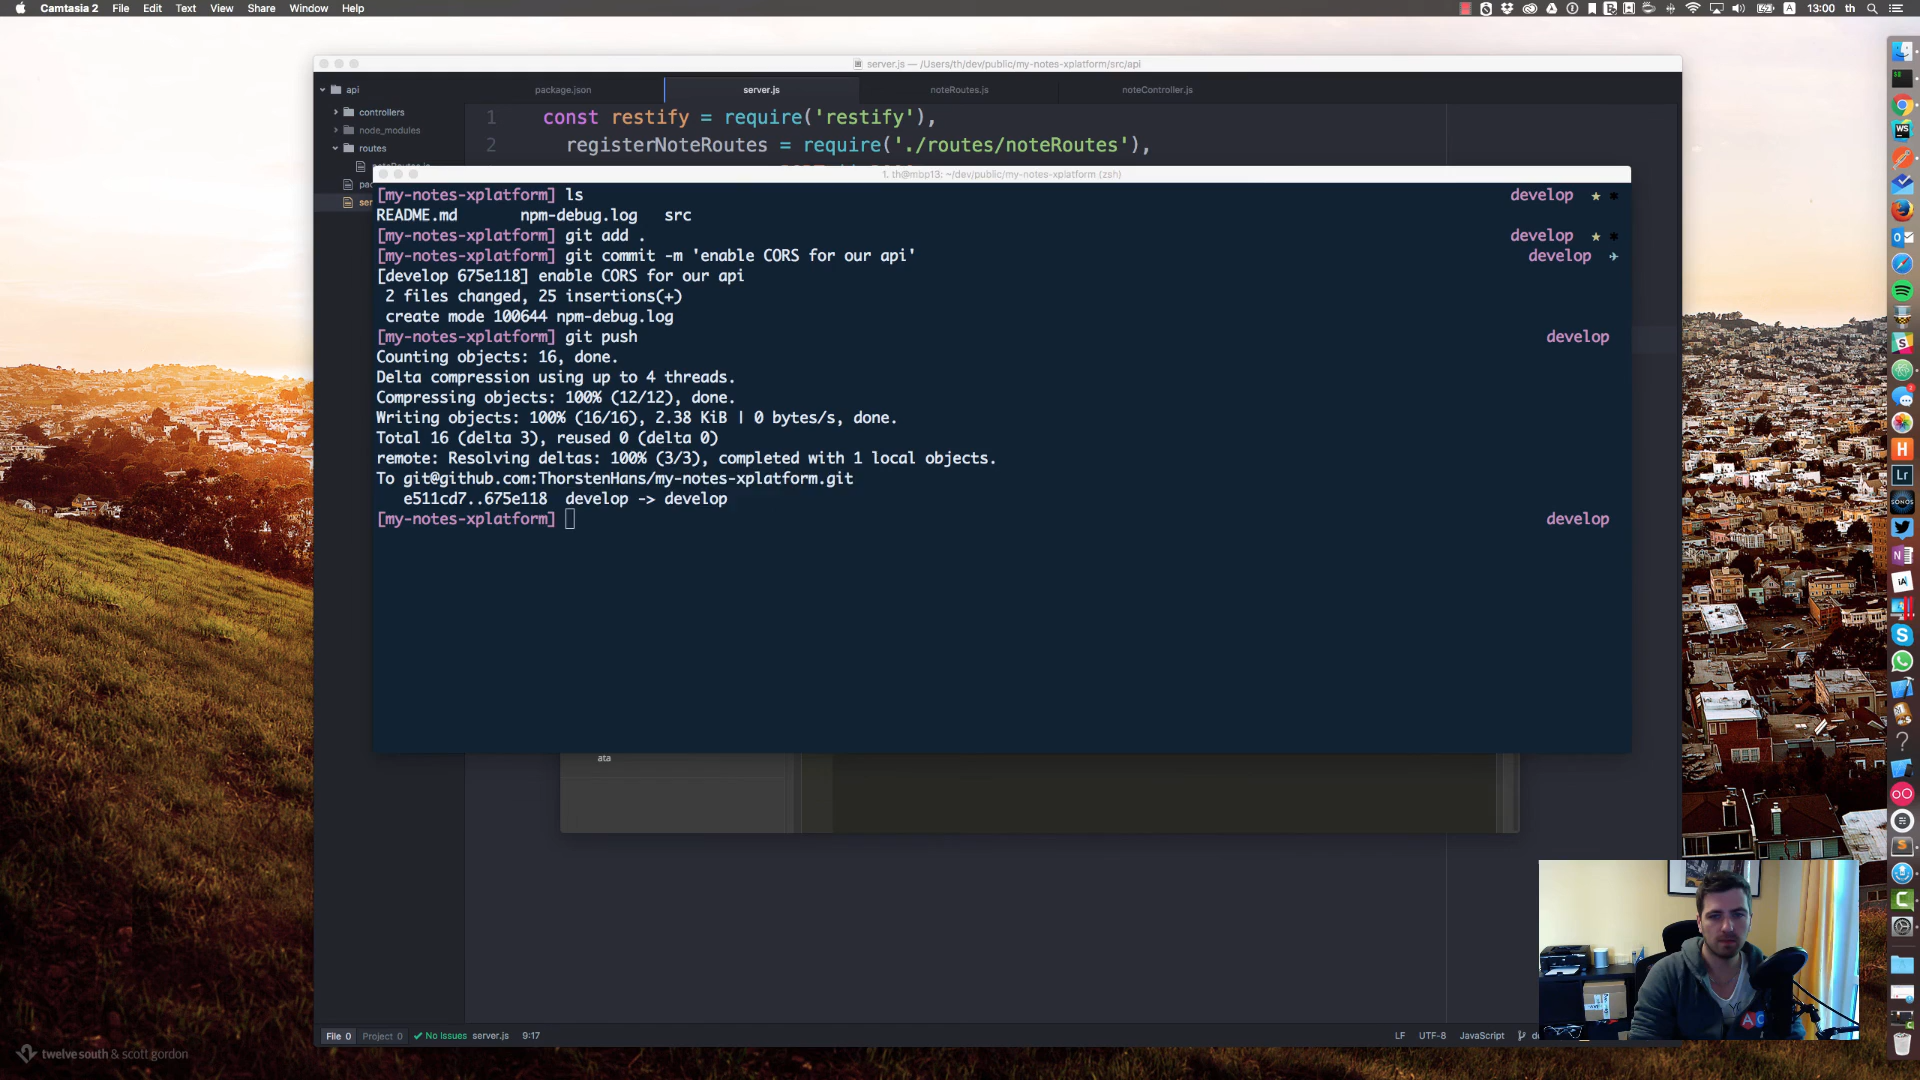 Camtasia 2 File Edit Text View Share Window Help
13:00 th
server.js — /Users/th/dev/public/my-notes-xplatform/src/api
api
package.json
server.js
noteRoutes.js
noteController.js
controllers
node_modules
routes
1 const restify = require('restify'),
2 registerNoteRoutes = require('./routes/noteRoutes'),
1. th@mbp13: ~/dev/public/my-notes-xplatform (zsh)
[my-notes-xplatform] ls develop
README.md npm-debug.log src
[my-notes-xplatform] git add . develop
[my-notes-xplatform] git commit -m 'enable CORS for our api' develop
[develop 675e118] enable CORS for our api
2 files changed, 25 insertions(+)
create mode 100644 npm-debug.log
[my-notes-xplatform] git push develop
Counting objects: 16, done.
Delta compression using up to 4 threads.
Compressing objects: 100% (12/12), done.
Writing objects: 100% (16/16), 2.38 KiB | 0 bytes/s, done.
Total 16 (delta 3), reused 0 (delta 0)
remote: Resolving deltas: 100% (3/3), completed with 1 local objects.
To git@github.com:ThorstenHans/my-notes-xplatform.git
e511cd7..675e118 develop -> develop
[my-notes-xplatform] develop
ata
File 0 Project 0 No Issues server.js 9:17
LF UTF-8 JavaScript
twelve south & scott gordon